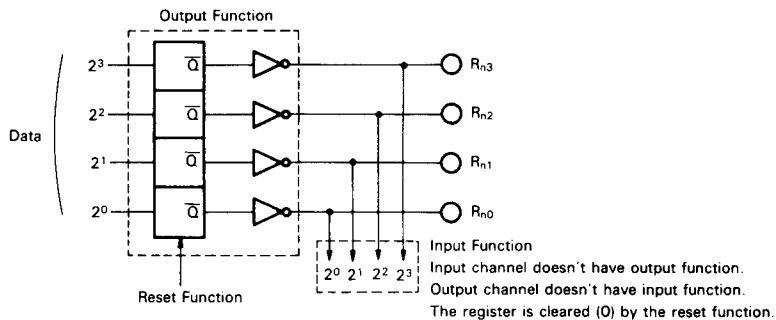 Output Function
2³ Q̅ Rn3
2² Q̅ Rn2
Data
2¹ Q̅ Rn1
2⁰ Q̅ Rn0
Input Function
2⁰ 2¹ 2² 2³
Input channel doesn't have output function.
Output channel doesn't have input function.
Reset Function
The register is cleared (0) by the reset function.